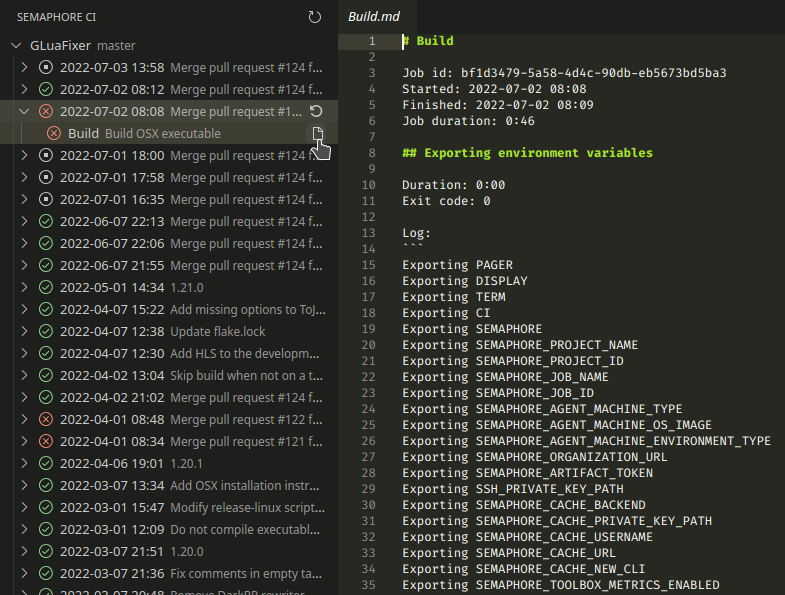 SEMAPHORE CI
GLuaFixer master
2022-07-03 13:58 Merge pull request #124 f...
2022-07-02 08:12 Merge pull request #124 f...
2022-07-02 08:08 Merge pull request #1...
Build Build OSX executable
2022-07-01 18:00 Merge pull request #124 f...
2022-07-01 17:58 Merge pull request #124 f...
2022-07-01 16:35 Merge pull request #124 f...
2022-06-07 22:13 Merge pull request #124 f...
2022-06-07 22:06 Merge pull request #124 f...
2022-06-07 21:55 Merge pull request #124 f...
2022-05-01 14:34 1.21.0
2022-04-07 15:22 Add missing options to ToJ...
2022-04-07 12:38 Update flake.lock
2022-04-07 12:30 Add HLS to the developm...
2022-04-02 13:04 Skip build when not on a t...
2022-04-02 21:02 Merge pull request #124 f...
2022-04-01 08:48 Merge pull request #122 f...
2022-04-01 08:34 Merge pull request #121 f...
2022-04-06 19:01 1.20.1
2022-03-07 13:34 Add OSX installation instr...
2022-03-01 15:47 Modify release-linux script...
2022-03-01 12:09 Do not compile executabl...
2022-03-07 21:51 1.20.0
2022-03-07 21:36 Fix comments in empty ta...
2022-03-07 20:48 Remove DarkRP rewriter
Build.md
1 # Build
2
3 Job id: bf1d3479-5a58-4d4c-90db-eb5673bd5ba3
4 Started: 2022-07-02 08:08
5 Finished: 2022-07-02 08:09
6 Job duration: 0:46
7
8 ## Exporting environment variables
9
10 Duration: 0:00
11 Exit code: 0
12
13 Log:
14 ```
15 Exporting PAGER
16 Exporting DISPLAY
17 Exporting TERM
18 Exporting CI
19 Exporting SEMAPHORE
20 Exporting SEMAPHORE_PROJECT_NAME
21 Exporting SEMAPHORE_PROJECT_ID
22 Exporting SEMAPHORE_JOB_NAME
23 Exporting SEMAPHORE_JOB_ID
24 Exporting SEMAPHORE_AGENT_MACHINE_TYPE
25 Exporting SEMAPHORE_AGENT_MACHINE_OS_IMAGE
26 Exporting SEMAPHORE_AGENT_MACHINE_ENVIRONMENT_TYPE
27 Exporting SEMAPHORE_ORGANIZATION_URL
28 Exporting SEMAPHORE_ARTIFACT_TOKEN
29 Exporting SSH_PRIVATE_KEY_PATH
30 Exporting SEMAPHORE_CACHE_BACKEND
31 Exporting SEMAPHORE_CACHE_PRIVATE_KEY_PATH
32 Exporting SEMAPHORE_CACHE_USERNAME
33 Exporting SEMAPHORE_CACHE_URL
34 Exporting SEMAPHORE_CACHE_NEW_CLI
35 Exporting SEMAPHORE_TOOLBOX_METRICS_ENABLED